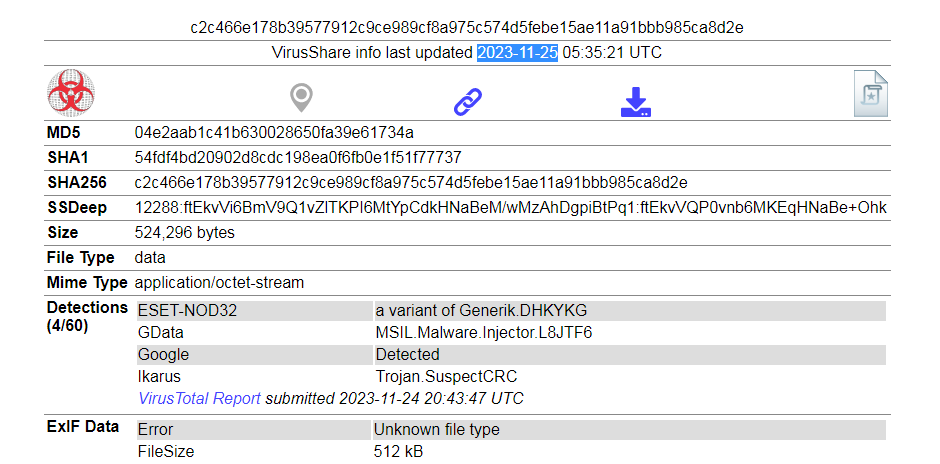 c2c466e178b39577912c9ce989cf8a975c574d5febe15ae11a91bbb985ca8d2e
VirusShare info last updated 2023-11-25 05:35:21 UTC
MD5 04e2aab1c41b630028650fa39e61734a
SHA1 54fdf4bd20902d8cdc198ea0f6fb0e1f51f77737
SHA256 c2c466e178b39577912c9ce989cf8a975c574d5febe15ae11a91bbb985ca8d2e
SSDeep 12288:ftEkvVi6BmV9Q1vZlTKPI6MtYpCdkHNaBeM/wMzAhDgpiBtPq1:ftEkvVQP0vnb6MKEqHNaBe+Ohk
Size 524,296 bytes
File Type data
Mime Type application/octet-stream
Detections (4/60)
ESET-NOD32 a variant of Generik.DHKYKG
GData MSIL.Malware.Injector.L8JTF6
Google Detected
Ikarus Trojan.SuspectCRC
VirusTotal Report submitted 2023-11-24 20:43:47 UTC
ExIF Data
Error Unknown file type
FileSize 512 kB